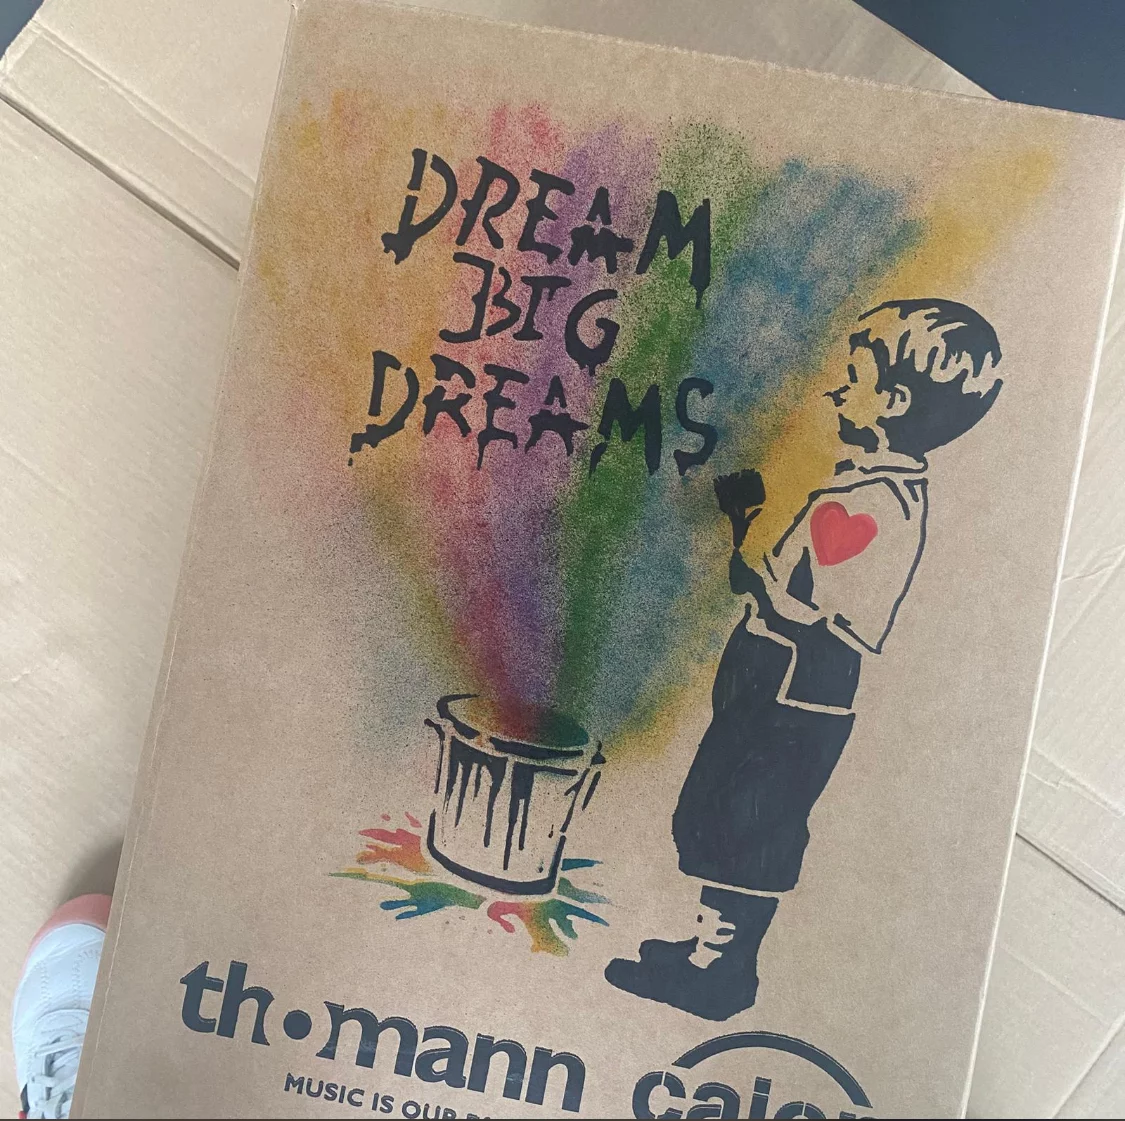 DREAM
BIG
DREAMS
th•mann
MUSIC IS OUR